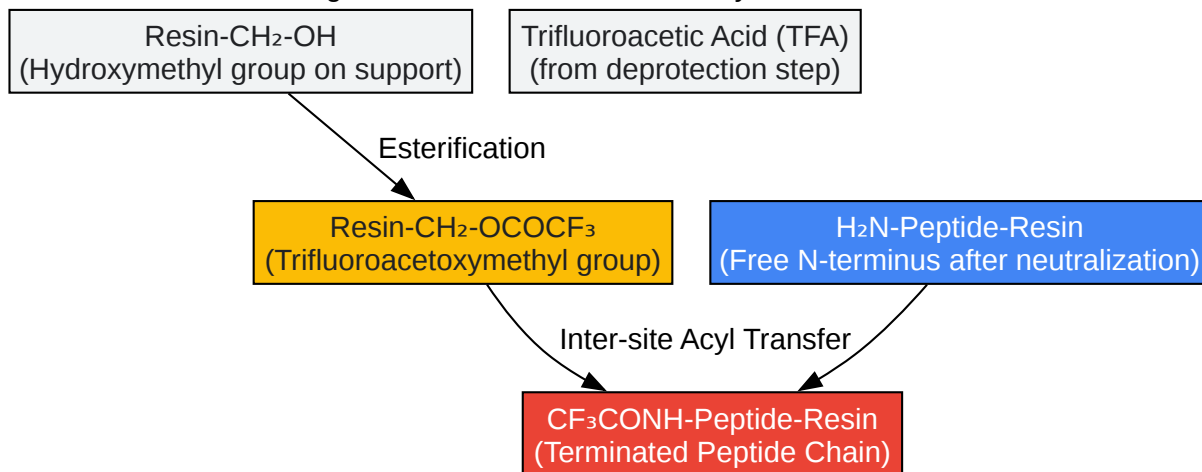 Resin-CH₂-OH
(Hydroxymethyl group on support)
Trifluoroacetic Acid (TFA)
(from deprotection step)
Esterification
Resin-CH₂-OCOCF₃
(Trifluoroacetoxymethyl group)
H₂N-Peptide-Resin
(Free N-terminus after neutralization)
Inter-site Acyl Transfer
CF₃CONH-Peptide-Resin
(Terminated Peptide Chain)